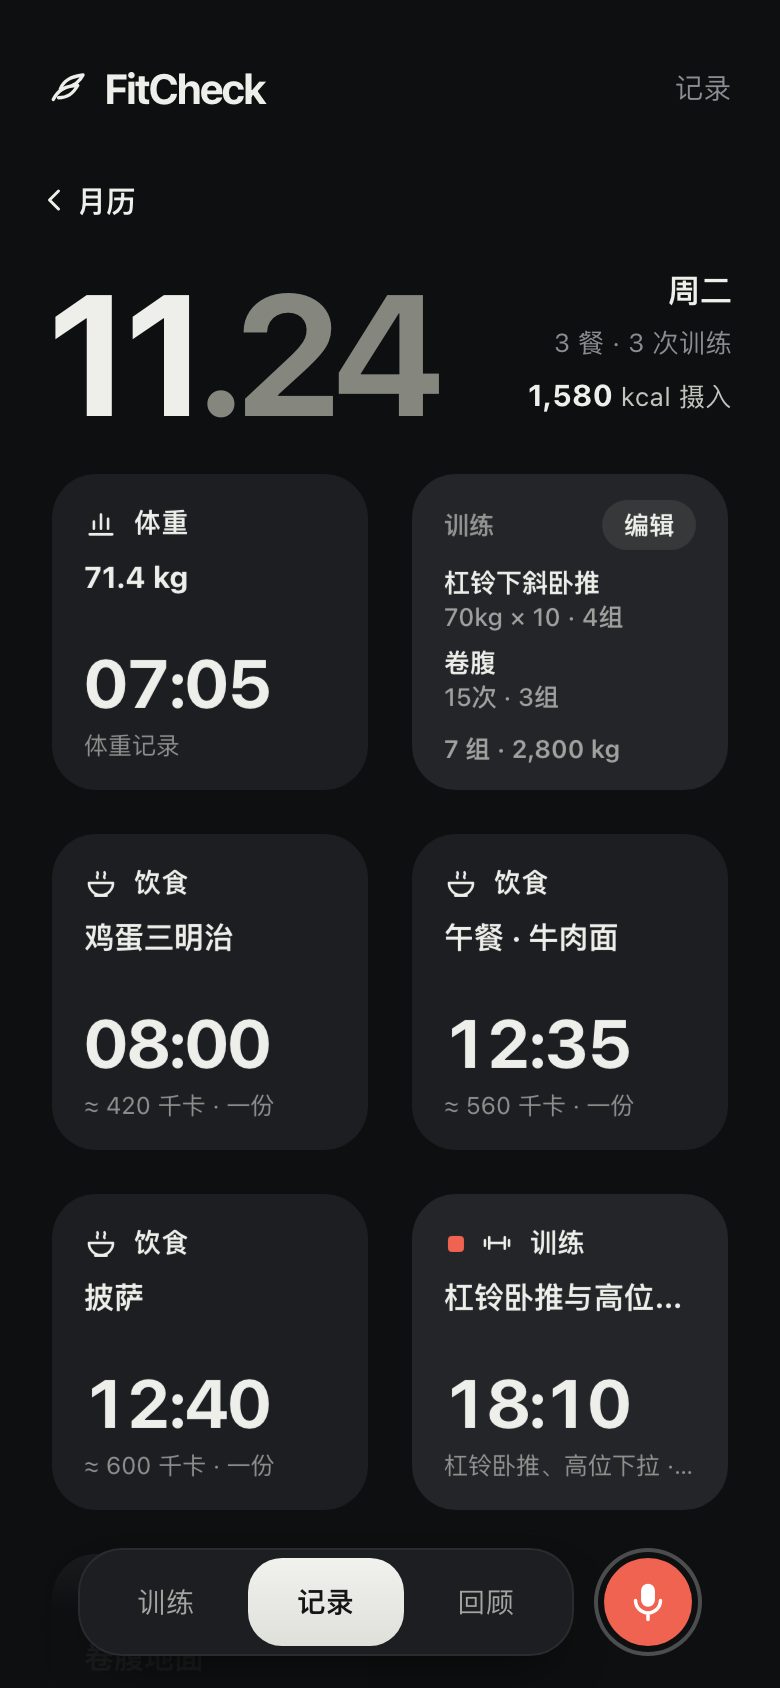 FitCheck
记录
月历
11.24
周二
3 餐 · 3 次训练
1,580 kcal 摄入
体重
71.4 kg
07:05
体重记录
训练
编辑
杠铃下斜卧推
70kg × 10 · 4组
卷腹
15次 · 3组
7 组 · 2,800 kg
饮食
鸡蛋三明治
08:00
≈ 420 千卡 · 一份
饮食
午餐 · 牛肉面
12:35
≈ 560 千卡 · 一份
饮食
披萨
12:40
≈ 600 千卡 · 一份
训练
杠铃卧推与高位...
18:10
杠铃卧推、高位下拉 ·...
训练
记录
回顾
卷腹地面